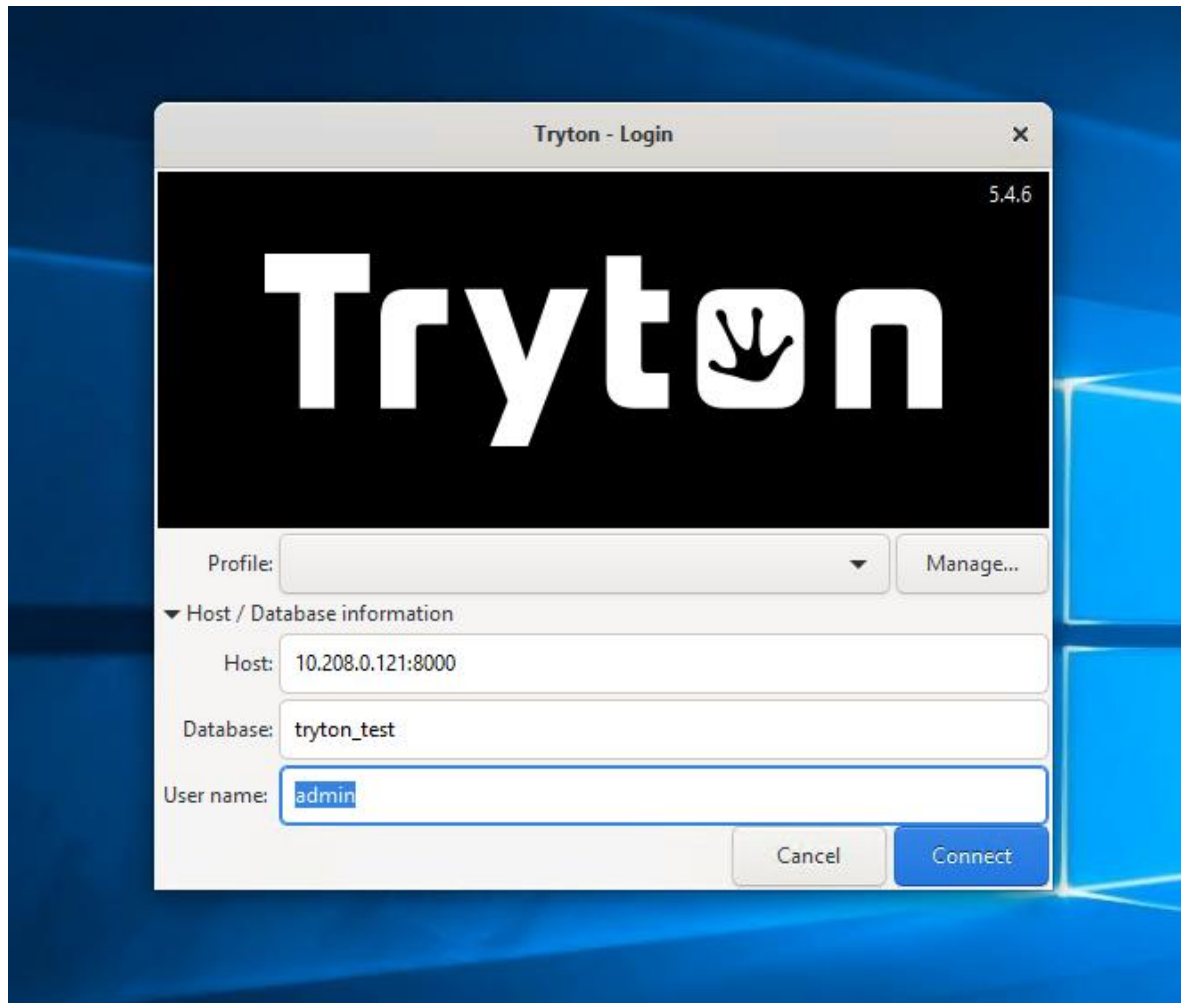 Tryton - Login
5.4.6
Tryton
Profile:
Manage...
Host / Database information
Host: 10.208.0.121:8000
Database: tryton_test
User name: admin
Cancel Connect